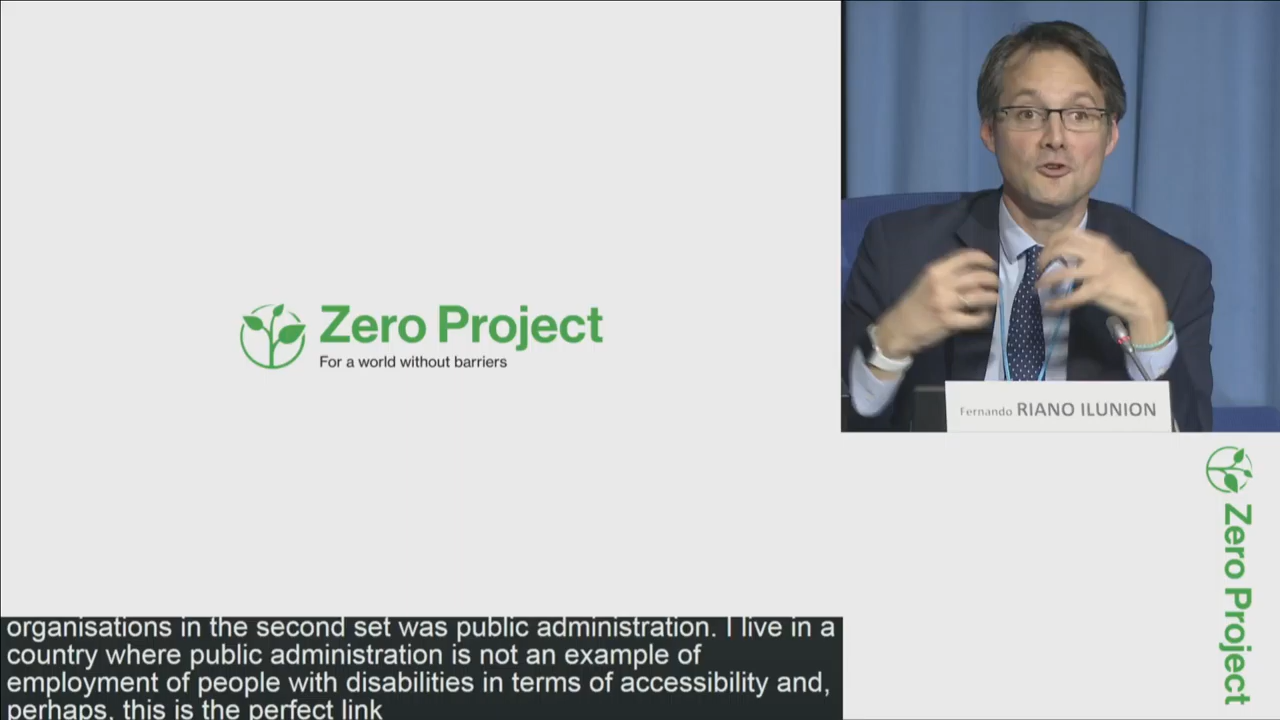 Zero Project
For a world without barriers
Fernando RIANO ILUNION
Zero Project
organisations in the second set was public administration. I live in a
country where public administration is not an example of
employment of people with disabilities in terms of accessibility and,
perhaps, this is the perfect link